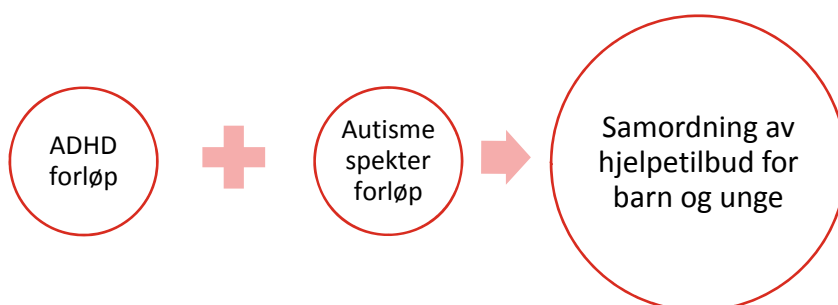 ADHD
forløp
Autisme
spekter
forløp
Samordning av
hjelpetilbud for
barn og unge